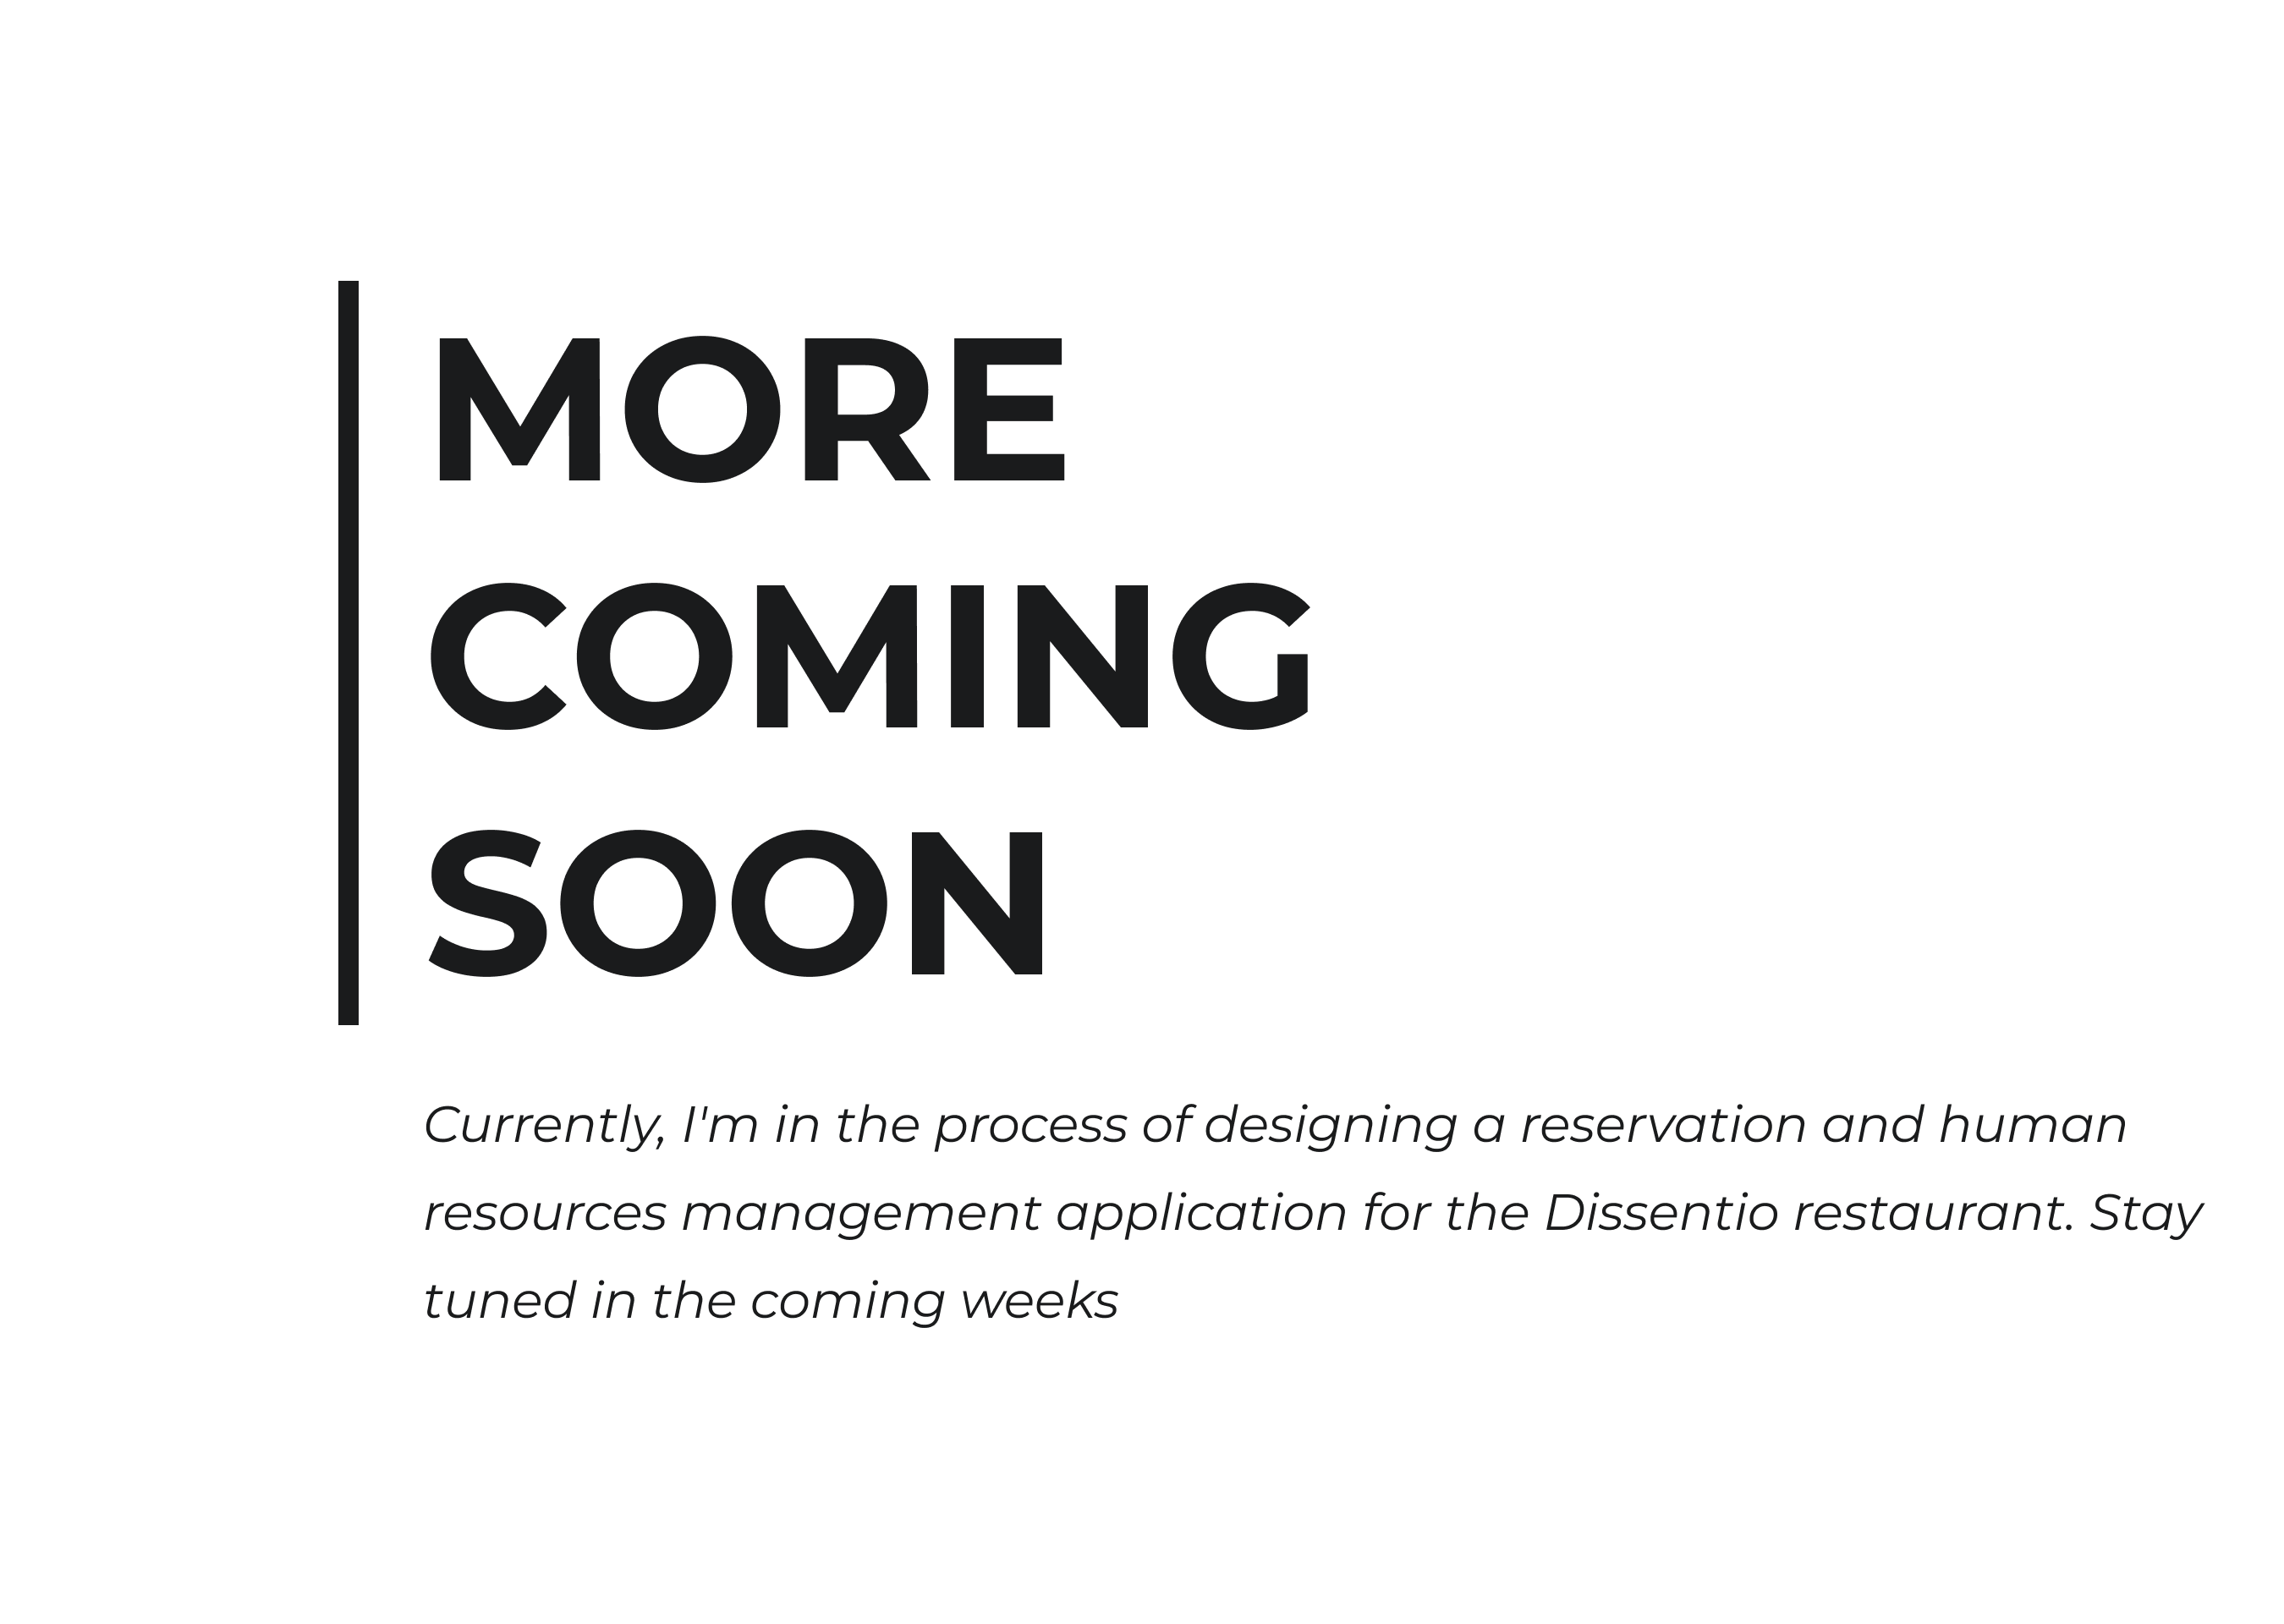 MORE
COMING
SOON
Currently, I'm in the process of designing a reservation and human
resources management application for the Dissentio restaurant. Stay
tuned in the coming weeks